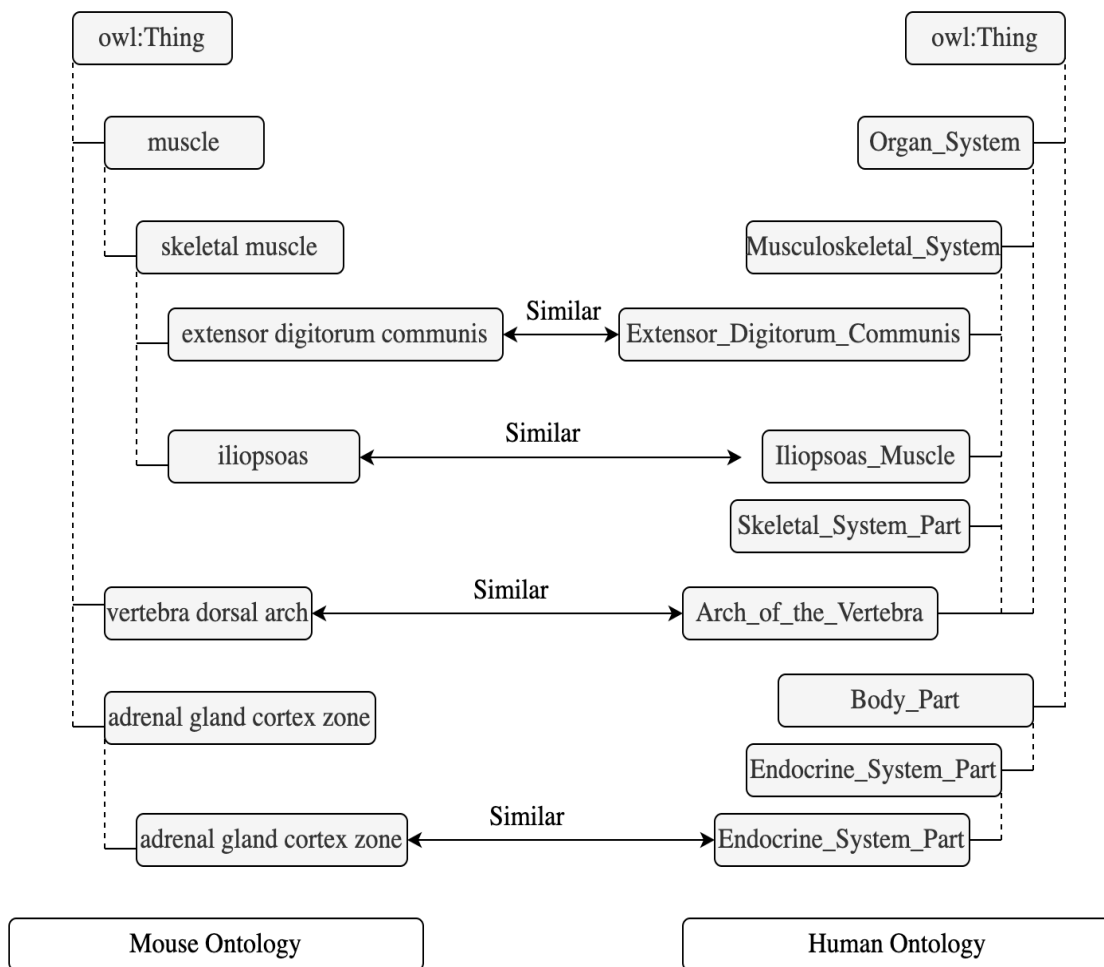 owl:Thing
owl:Thing
muscle
Organ_System
skeletal muscle
Musculoskeletal_System
Similar
extensor digitorum communis
Extensor_Digitorum_Communis
Similar
iliopsoas
Iliopsoas_Muscle
Skeletal_System_Part
Similar
vertebra dorsal arch
Arch_of_the_Vertebra
Body_Part
adrenal gland cortex zone
Endocrine_System_Part
Similar
adrenal gland cortex zone
Endocrine_System_Part
Mouse Ontology
Human Ontology